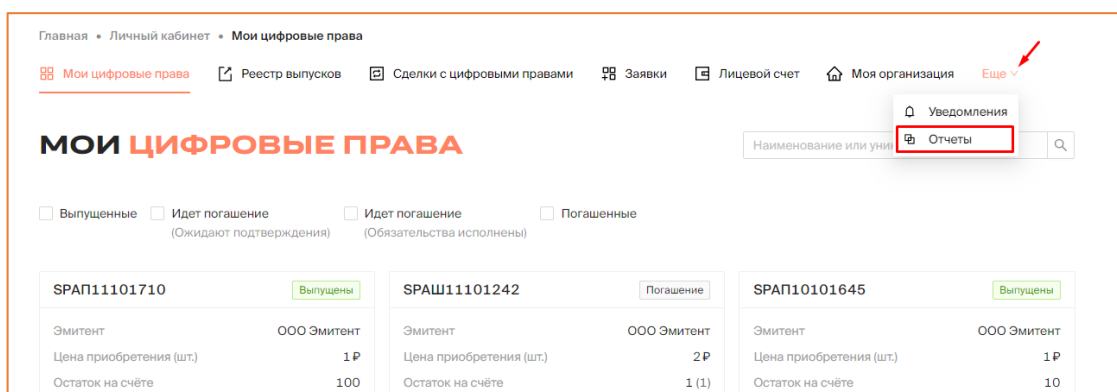 Главная • Личный кабинет • Мои цифровые права
Мои цифровые права Реестр выпусков Сделки с цифровыми правами Заявки Лицевой счет Моя организация Еще
Уведомления
Отчеты
МОИ ЦИФРОВЫЕ ПРАВА
Наименование или
Выпущенные Идет погашение Идет погашение Погашенные
(Ожидают подтверждения) (Обязательства исполнены)
SPAП11101710 Выпущены SPAШ11101242 Погашение SPAП10101645 Выпущены
Эмитент ООО Эмитент Эмитент ООО Эмитент Эмитент ООО Эмитент
Цена приобретения (шт.) 1 ₽ Цена приобретения (шт.) 2 ₽ Цена приобретения (шт.) 1 ₽
Остаток на счёте 100 Остаток на счёте 1 (1) Остаток на счёте 10